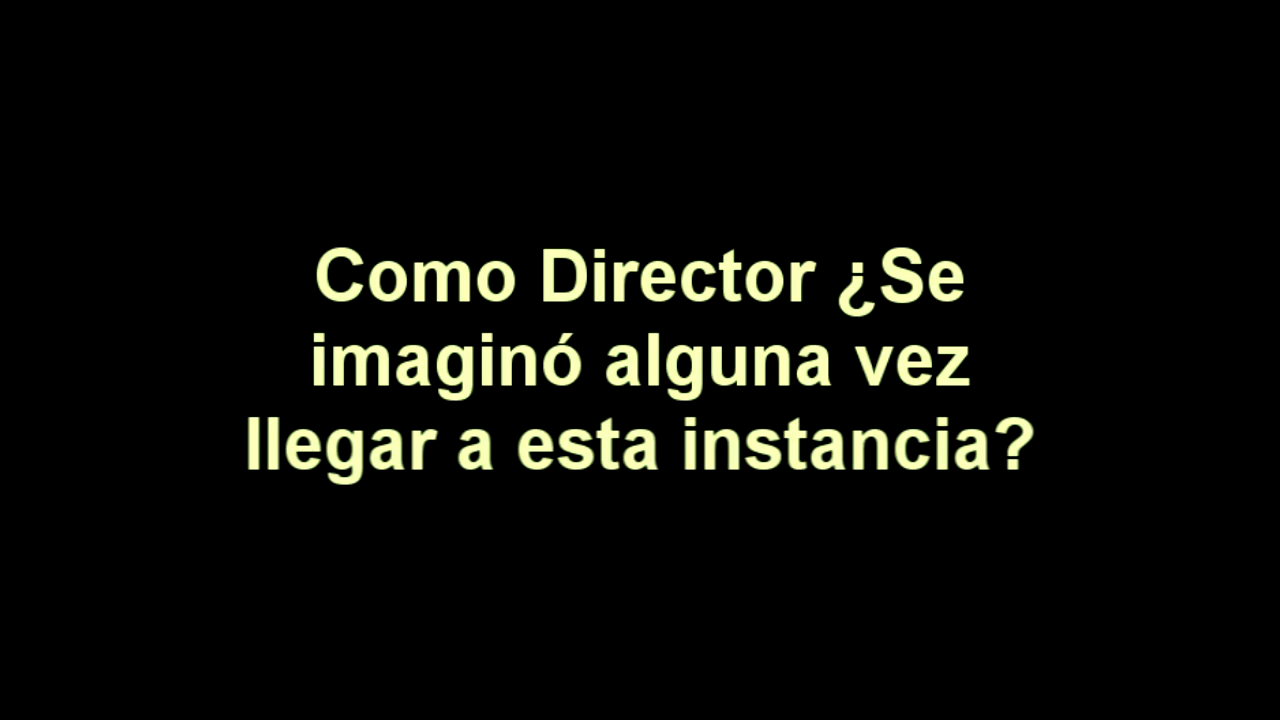 Como Director ¿Se
imaginó alguna vez
llegar a esta instancia?